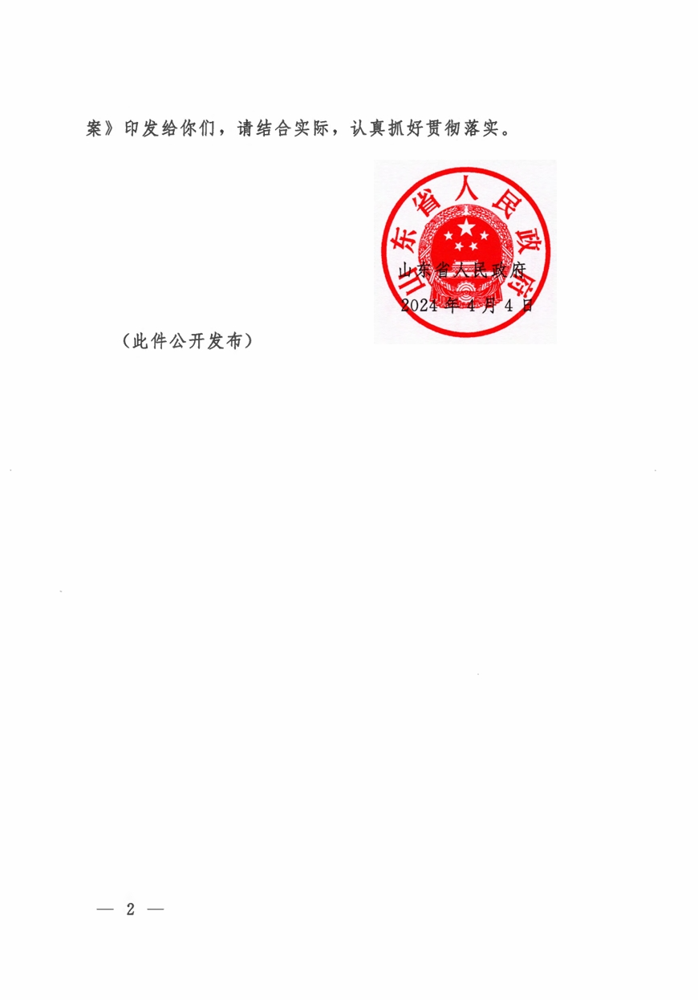 案》印发给你们，请结合实际，认真抓好贯彻落实。
山东省人民政府
山东省人民政府
2024年4月4日
（此件公开发布）
— 2 —